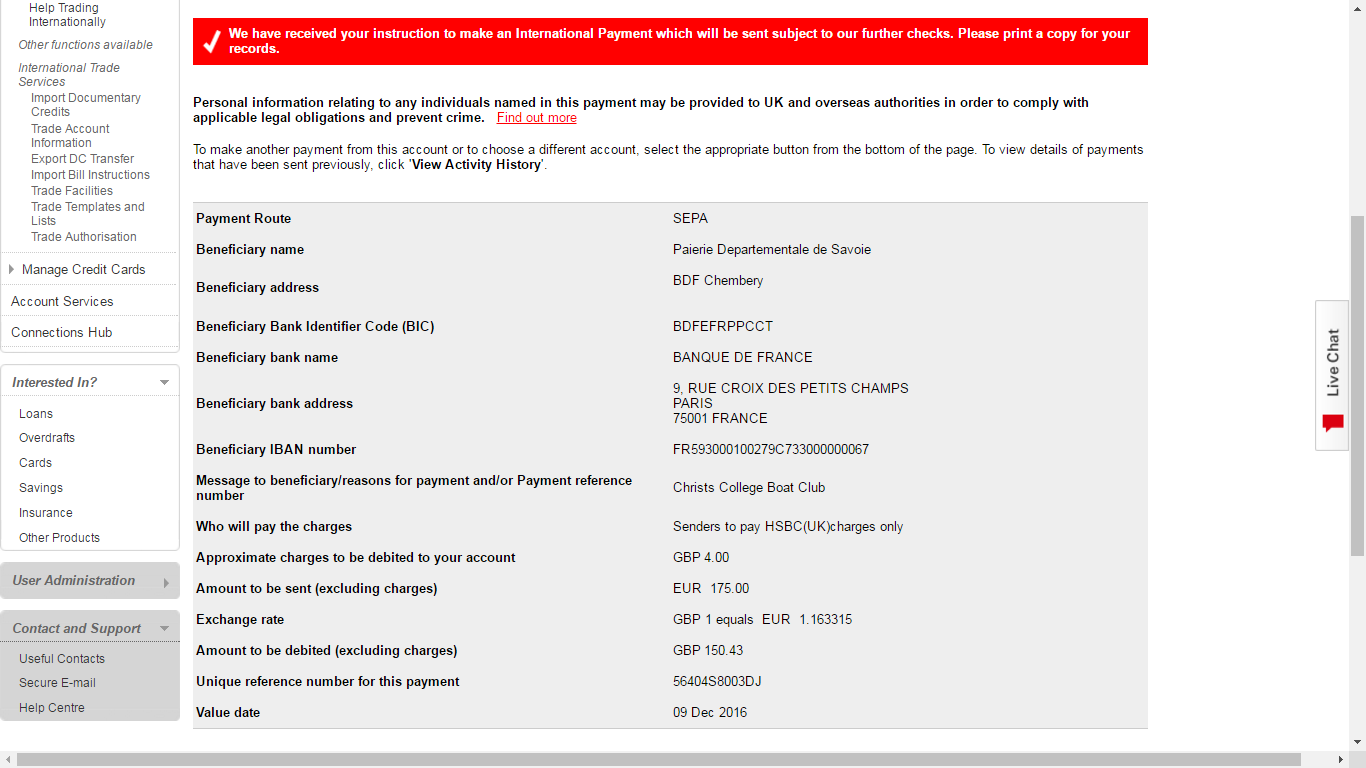 Help Trading
Internationally
Other functions available
International Trade
Services
Import Documentary
Credits
Trade Account
Information
Export DC Transfer
Import Bill Instructions
Trade Facilities
Trade Templates and
Lists
Trade Authorisation
Manage Credit Cards
Account Services
Connections Hub
Interested In?
Loans
Overdrafts
Cards
Savings
Insurance
Other Products
User Administration
Contact and Support
Useful Contacts
Secure E-mail
Help Centre
We have received your instruction to make an International Payment which will be sent subject to our further checks. Please print a copy for your
records.
Personal information relating to any individuals named in this payment may be provided to UK and overseas authorities in order to comply with
applicable legal obligations and prevent crime. Find out more
To make another payment from this account or to choose a different account, select the appropriate button from the bottom of the page. To view details of payments
that have been sent previously, click 'View Activity History'.
Payment Route SEPA
Beneficiary name Paierie Departementale de Savoie
Beneficiary address BDF Chembery
Beneficiary Bank Identifier Code (BIC) BDFEFRPPCCT
Beneficiary bank name BANQUE DE FRANCE
Beneficiary bank address 9, RUE CROIX DES PETITS CHAMPS
PARIS
75001 FRANCE
Beneficiary IBAN number FR593000100279C733000000067
Message to beneficiary/reasons for payment and/or Payment reference
number Christs College Boat Club
Who will pay the charges Senders to pay HSBC(UK)charges only
Approximate charges to be debited to your account GBP 4.00
Amount to be sent (excluding charges) EUR 175.00
Exchange rate GBP 1 equals EUR 1.163315
Amount to be debited (excluding charges) GBP 150.43
Unique reference number for this payment 56404S8003DJ
Value date 09 Dec 2016
Live Chat